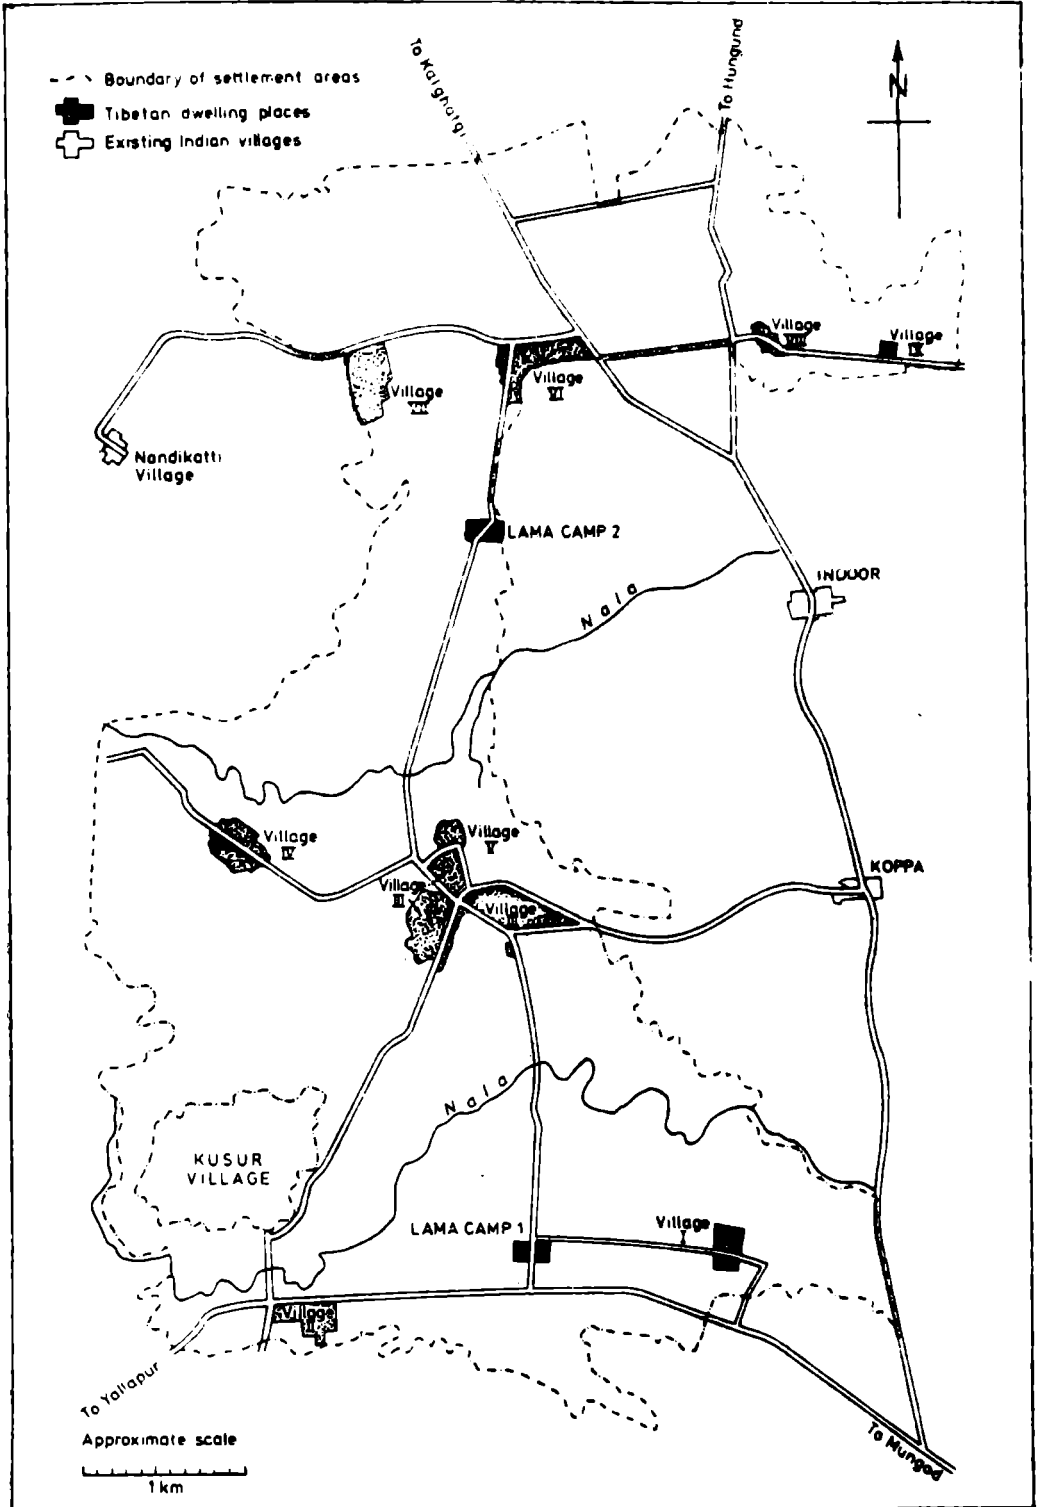 Boundary of settlement areas
Tibetan dwelling places
Existing Indian villages
To Kalghatgi
To Hungund
N
Village
VIII
Village
IX
Village
VII
Village
VI
Nandikatti
Village
LAMA CAMP 2
INDOOR
Nala
Village
IV
Village
V
Village
Village
KOPPA
Nala
KUSUR
VILLAGE
LAMA CAMP 1
Village
I
Village
To Yallapur
To Mungod
Approximate scale
1 km